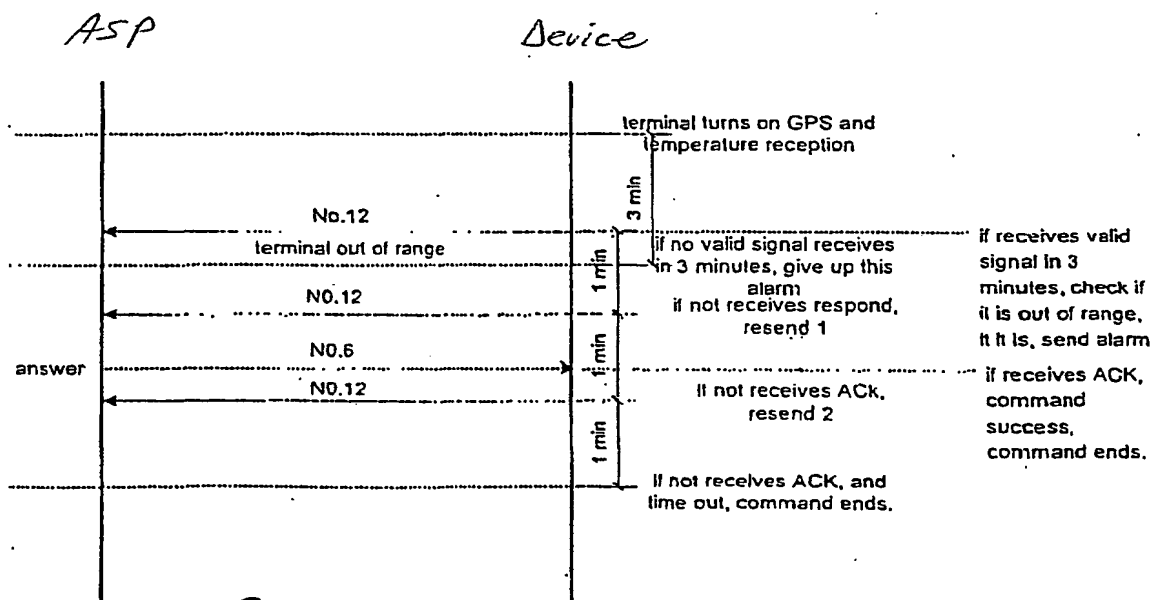 ASP
Device
terminal turns on GPS and
temperature reception
3 min
No.12
terminal out of range
if no valid signal receives
in 3 minutes, give up this
alarm
if receives valid
signal in 3
minutes, check if
it is out of range,
it it is, send alarm
1 min
NO.12
if not receives respond,
resend 1
1 min
answer
NO.6
NO.12
If not receives ACk,
resend 2
if receives ACK,
command
success,
command ends.
1 min
If not receives ACK, and
time out, command ends.